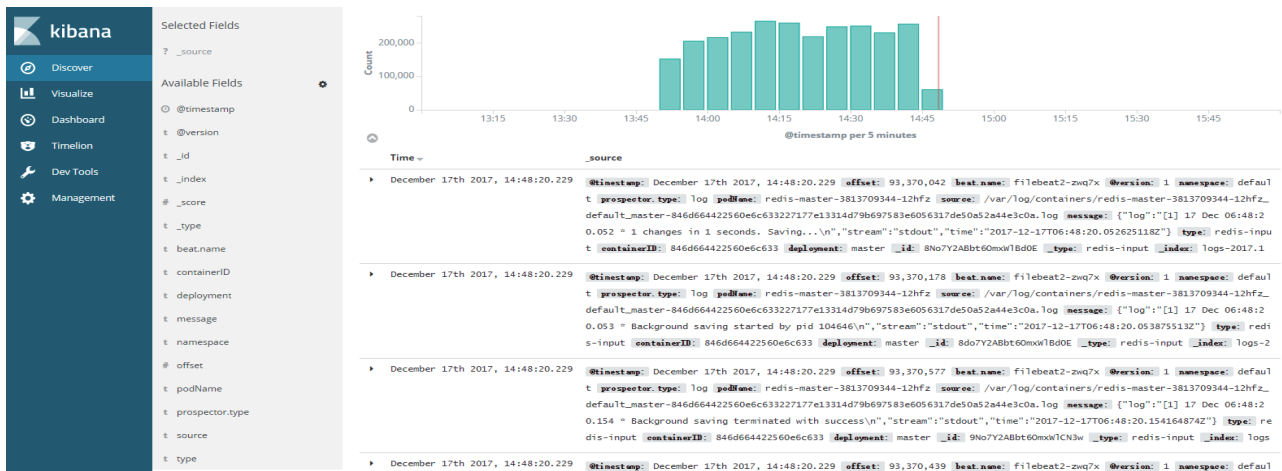 kibana
Discover
Visualize
Dashboard
Timelion
Dev Tools
Management
Selected Fields
? _source
Available Fields
@timestamp
t @version
t _id
t _index
# _score
t _type
t beat.name
t containerID
t deployment
t message
t namespace
# offset
t podName
t prospector.type
t source
t type
Count
200,000
100,000
0
13:15 13:30 13:45 14:00 14:15 14:30 14:45 15:00 15:15 15:30 15:45
@timestamp per 5 minutes
Time _source
December 17th 2017, 14:48:20.229 @timestamp: December 17th 2017, 14:48:20.229 offset: 93,370,042 beat.name: filebeat2-zwq7x @version: 1 namespace: defaul
t prospector.type: log podName: redis-master-3813709344-12hfz source: /var/log/containers/redis-master-3813709344-12hfz_
default_master-846d664422560e6c633227177e13314d79b697583e6056317de50a52a44e3c0a.log message: {"log":"[1] 17 Dec 06:48:2
0.052 * 1 changes in 1 seconds. Saving...\n","stream":"stdout","time":"2017-12-17T06:48:20.052625118Z"} type: redis-inpu
t containerID: 846d664422560e6c633 deployment: master _id: 8No7Y2ABbt6OmxWlBdOE _type: redis-input _index: logs-2017.1
December 17th 2017, 14:48:20.229 @timestamp: December 17th 2017, 14:48:20.229 offset: 93,370,178 beat.name: filebeat2-zwq7x @version: 1 namespace: defaul
t prospector.type: log podName: redis-master-3813709344-12hfz source: /var/log/containers/redis-master-3813709344-12hfz_
default_master-846d664422560e6c633227177e13314d79b697583e6056317de50a52a44e3c0a.log message: {"log":"[1] 17 Dec 06:48:2
0.053 * Background saving started by pid 104646\n","stream":"stdout","time":"2017-12-17T06:48:20.053875513Z"} type: redi
s-input containerID: 846d664422560e6c633 deployment: master _id: 8do7Y2ABbt6OmxWlBdOE _type: redis-input _index: logs-2
December 17th 2017, 14:48:20.229 @timestamp: December 17th 2017, 14:48:20.229 offset: 93,370,577 beat.name: filebeat2-zwq7x @version: 1 namespace: defaul
t prospector.type: log podName: redis-master-3813709344-12hfz source: /var/log/containers/redis-master-3813709344-12hfz_
default_master-846d664422560e6c633227177e13314d79b697583e6056317de50a52a44e3c0a.log message: {"log":"[1] 17 Dec 06:48:2
0.154 * Background saving terminated with success\n","stream":"stdout","time":"2017-12-17T06:48:20.154164874Z"} type: re
dis-input containerID: 846d664422560e6c633 deployment: master _id: 9No7Y2ABbt6OmxWlCN3w _type: redis-input _index: logs
December 17th 2017, 14:48:20.229 @timestamp: December 17th 2017, 14:48:20.229 offset: 93,370,439 beat.name: filebeat2-zwq7x @version: 1 namespace: defaul